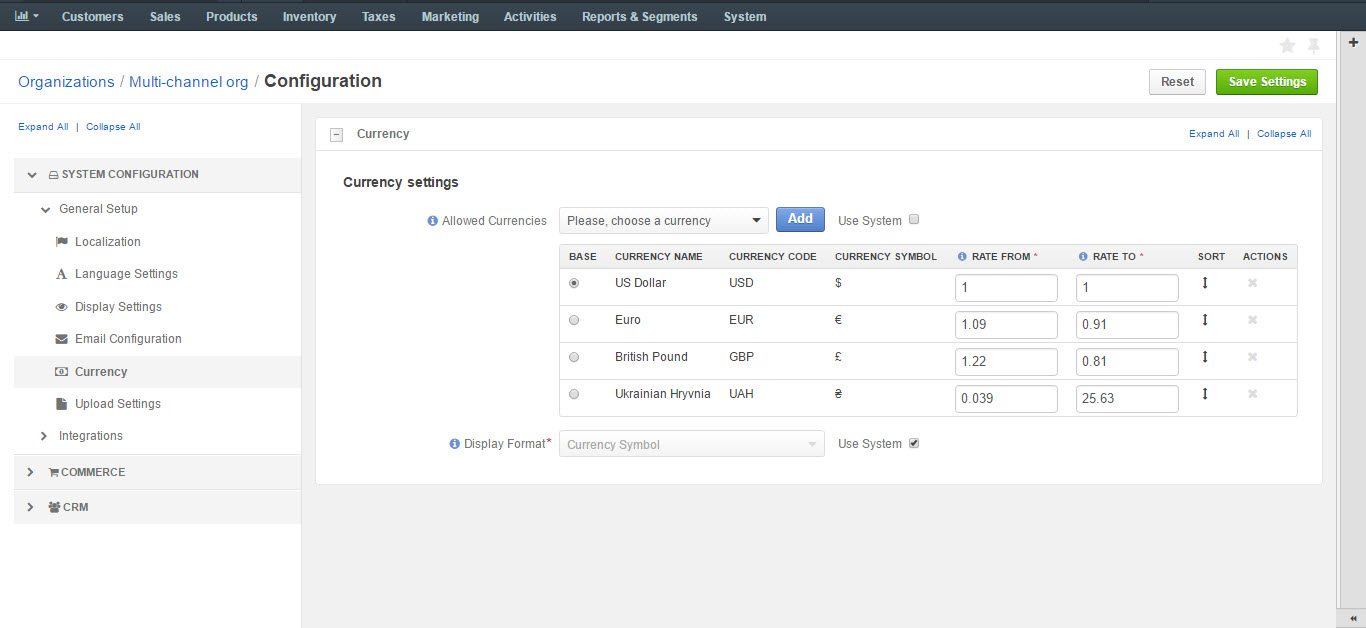 Customers Sales Products Inventory Taxes Marketing Activities Reports & Segments System
Organizations / Multi-channel org / Configuration
Reset Save Settings
Expand All | Collapse All
SYSTEM CONFIGURATION
General Setup
Localization
Language Settings
Display Settings
Email Configuration
Currency
Upload Settings
Integrations
COMMERCE
CRM
Currency
Expand All | Collapse All
Currency settings
Allowed Currencies Please, choose a currency Add Use System
BASE CURRENCY NAME CURRENCY CODE CURRENCY SYMBOL RATE FROM * RATE TO * SORT ACTIONS
US Dollar USD $ 1 1
Euro EUR € 1.09 0.91
British Pound GBP £ 1.22 0.81
Ukrainian Hryvnia UAH ₴ 0.039 25.63
Display Format* Currency Symbol Use System